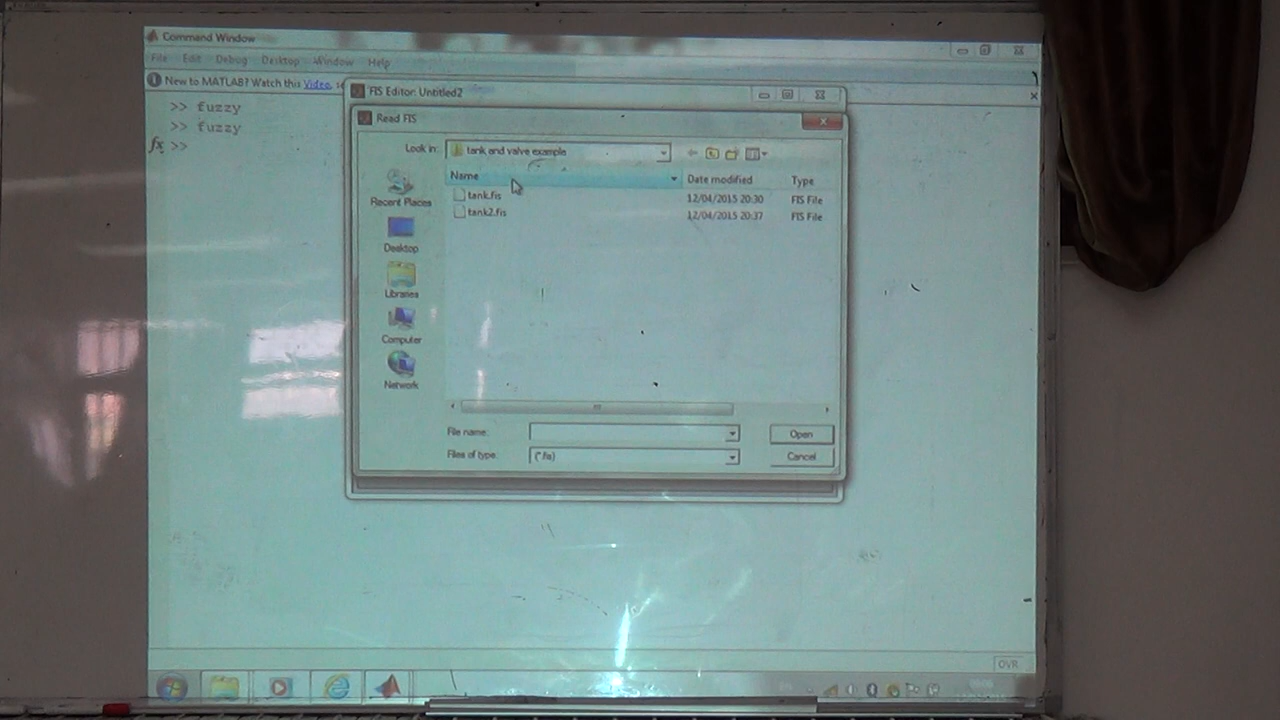 Command Window
File Edit Debug Desktop Window Help
New to MATLAB? Watch this Video, s
>> fuzzy
>> fuzzy
fx >>
FIS Editor: Untitled2
Read FIS
Look in: tank and valve example
Name Date modified Type
tank.fis 12/04/2015 20:30 FIS File
tank2.fis 12/04/2015 20:37 FIS File
Recent Places
Desktop
Libraries
Computer
Network
File name: Open
Files of type: (*.fis) Cancel
OVR